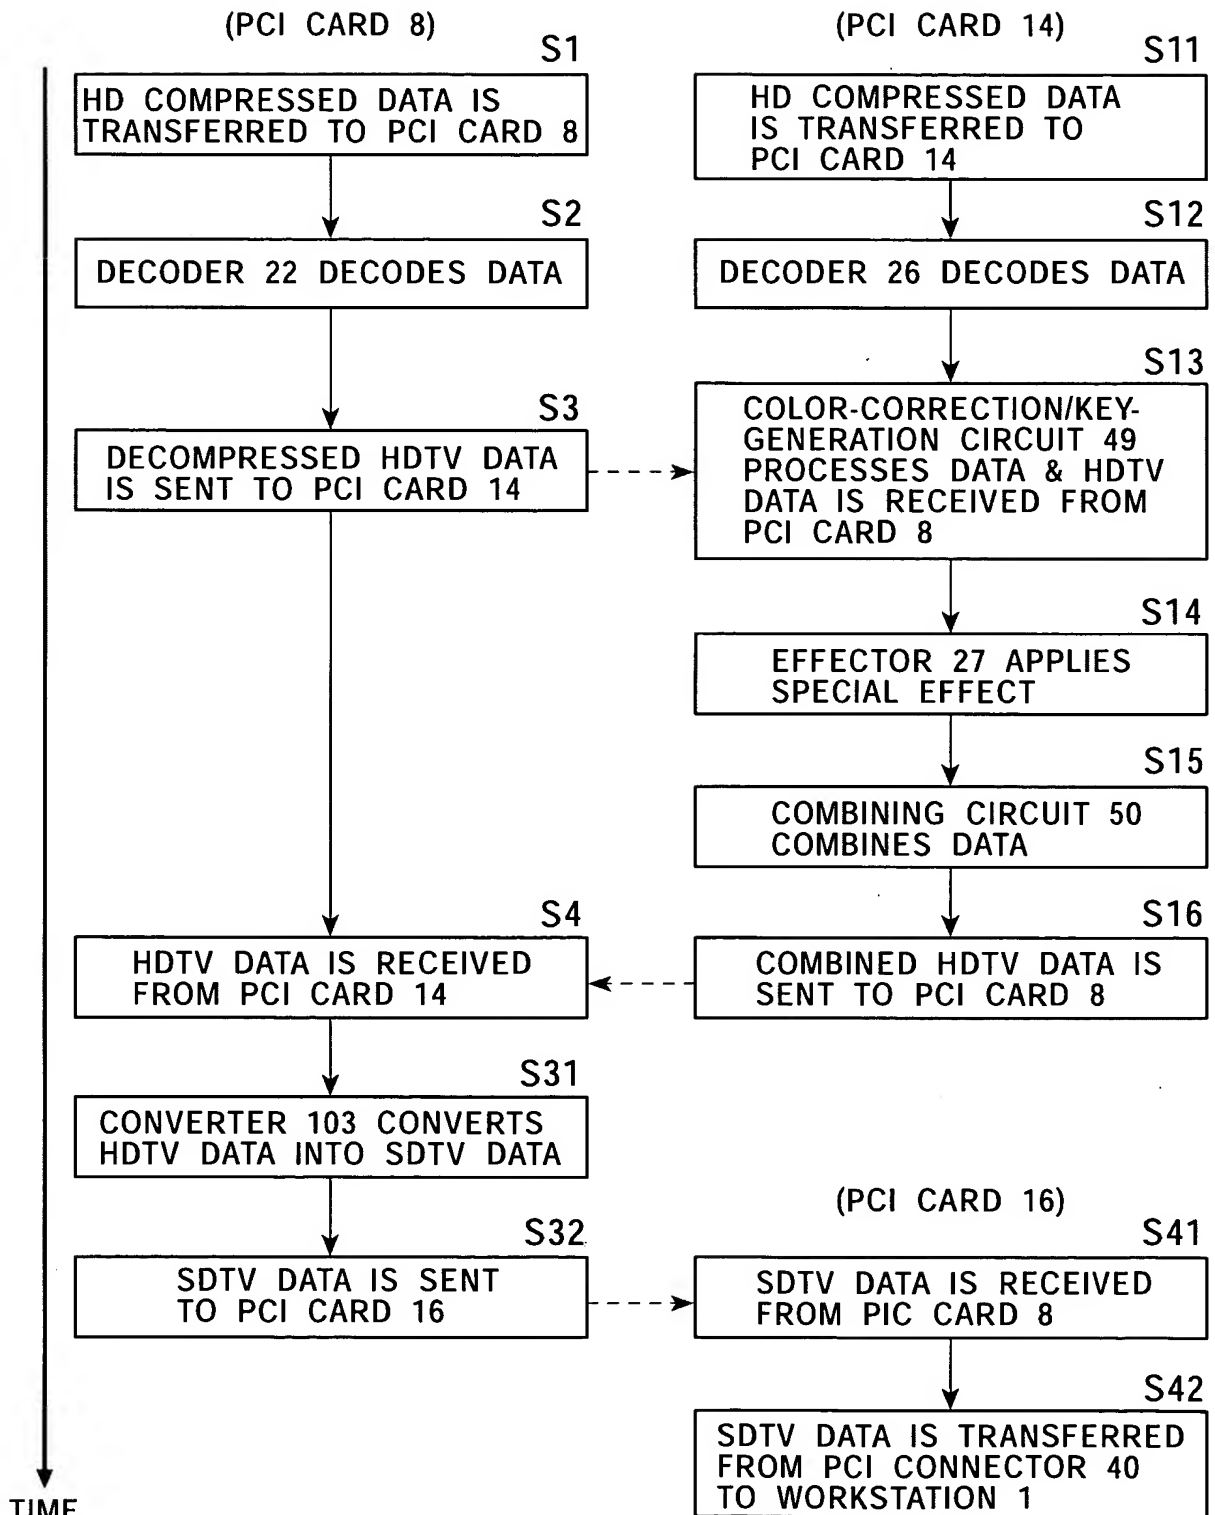 (PCI CARD 8)
S1
HD COMPRESSED DATA IS
TRANSFERRED TO PCI CARD 8
S2
DECODER 22 DECODES DATA
S3
DECOMPRESSED HDTV DATA
IS SENT TO PCI CARD 14
S4
HDTV DATA IS RECEIVED
FROM PCI CARD 14
S31
CONVERTER 103 CONVERTS
HDTV DATA INTO SDTV DATA
S32
SDTV DATA IS SENT
TO PCI CARD 16
TIME
(PCI CARD 14)
S11
HD COMPRESSED DATA
IS TRANSFERRED TO
PCI CARD 14
S12
DECODER 26 DECODES DATA
S13
COLOR-CORRECTION/KEY-
GENERATION CIRCUIT 49
PROCESSES DATA & HDTV
DATA IS RECEIVED FROM
PCI CARD 8
S14
EFFECTOR 27 APPLIES
SPECIAL EFFECT
S15
COMBINING CIRCUIT 50
COMBINES DATA
S16
COMBINED HDTV DATA IS
SENT TO PCI CARD 8
(PCI CARD 16)
S41
SDTV DATA IS RECEIVED
FROM PIC CARD 8
S42
SDTV DATA IS TRANSFERRED
FROM PCI CONNECTOR 40
TO WORKSTATION 1